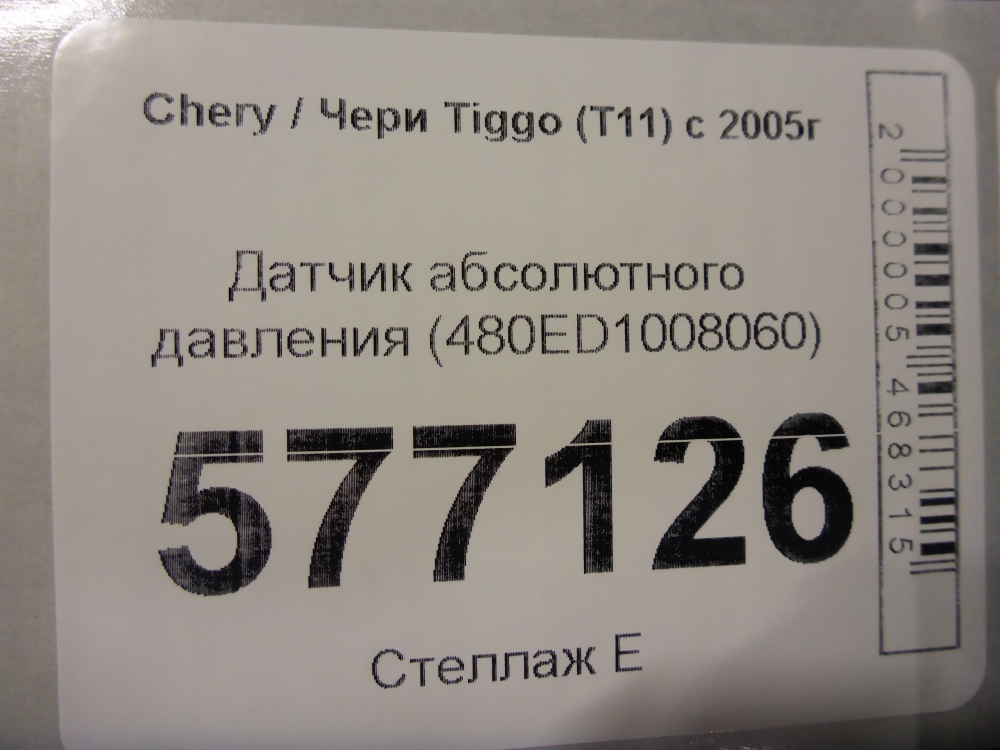 Chery / Чери Tiggo (T11) с 2005г
Датчик абсолютного
давления (480ED1008060)
577126
Стеллаж Е
2000005468315